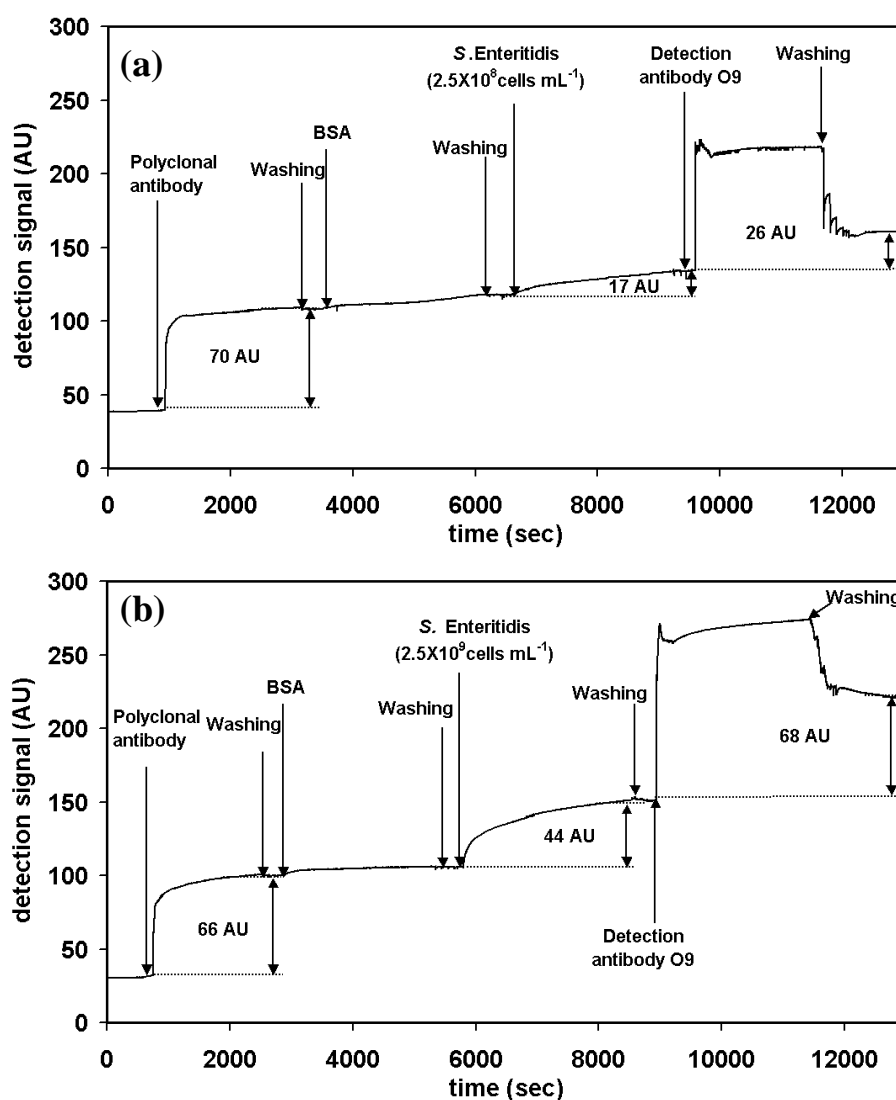 (a)
300
250
200
150
100
50
0
detection signal (AU)
S.Enteritidis
(2.5X10⁸cells mL⁻¹)
Detection
antibody O9
Washing
BSA
Washing
Polyclonal
antibody
Washing
70 AU
17 AU
26 AU
0 2000 4000 6000 8000 10000 12000
time (sec)
(b)
300
250
200
150
100
50
0
detection signal (AU)
Washing
S. Enteritidis
(2.5X10⁹cells mL⁻¹)
BSA
Polyclonal
antibody
Washing
Washing
Washing
68 AU
44 AU
66 AU
Detection
antibody O9
0 2000 4000 6000 8000 10000 12000
time (sec)